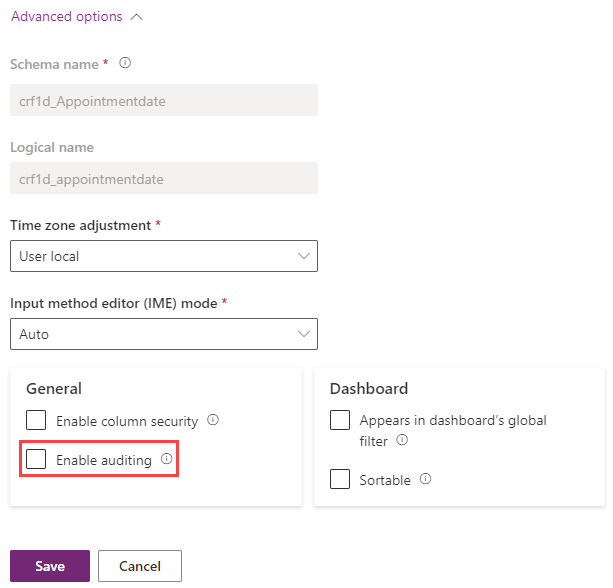 Advanced options
Schema name *
crf1d_Appointmentdate
Logical name
crf1d_appointmentdate
Time zone adjustment *
User local
Input method editor (IME) mode *
Auto
General
Enable column security
Enable auditing
Dashboard
Appears in dashboard's global
filter
Sortable
Save
Cancel